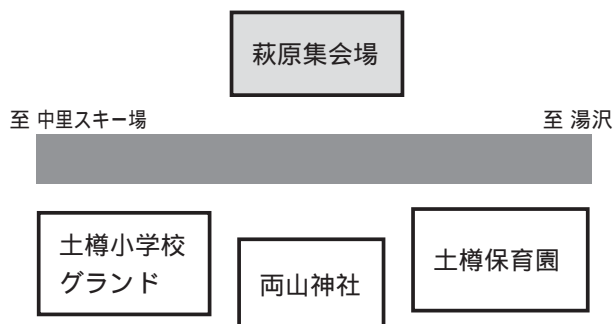 萩原集会場
至 中里スキー場
至 湯沢
土樽小学校
グランド
両山神社
土樽保育園